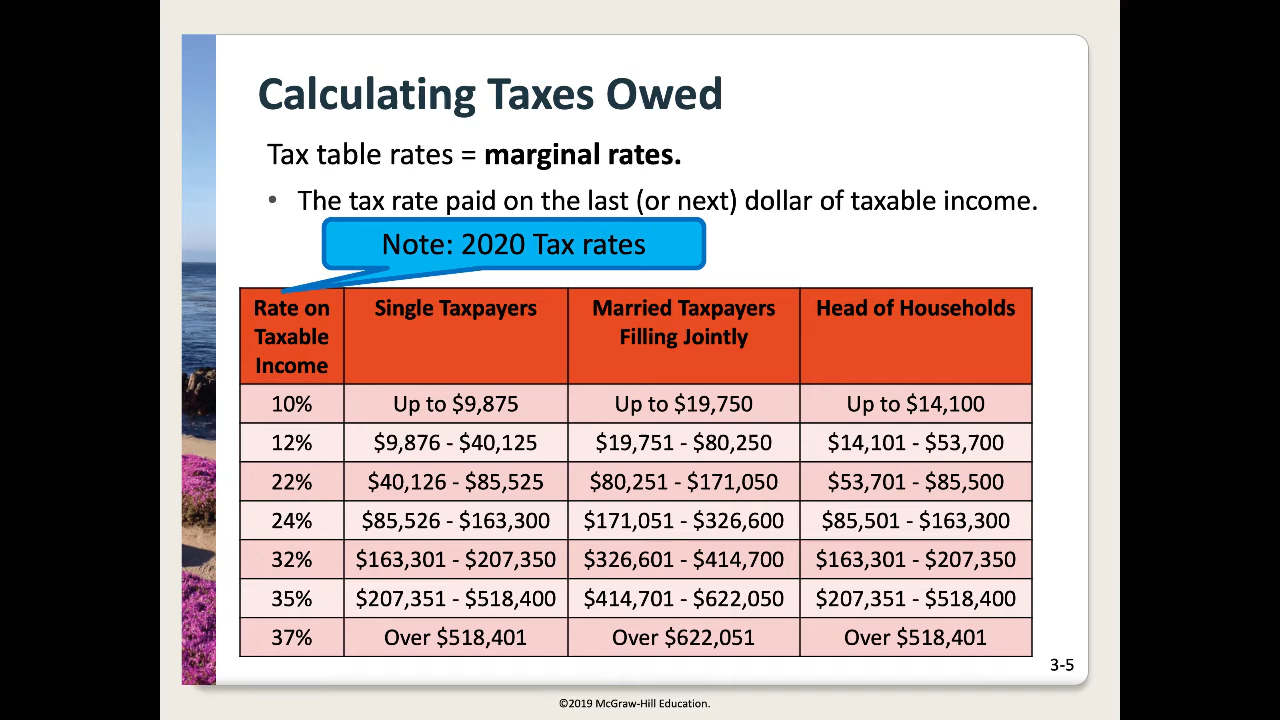 Calculating Taxes Owed
Tax table rates = marginal rates.
• The tax rate paid on the last (or next) dollar of taxable income.
Note: 2020 Tax rates
Rate on Taxable Income Single Taxpayers Married Taxpayers Filling Jointly Head of Households
10% Up to $9,875 Up to $19,750 Up to $14,100
12% $9,876 - $40,125 $19,751 - $80,250 $14,101 - $53,700
22% $40,126 - $85,525 $80,251 - $171,050 $53,701 - $85,500
24% $85,526 - $163,300 $171,051 - $326,600 $85,501 - $163,300
32% $163,301 - $207,350 $326,601 - $414,700 $163,301 - $207,350
35% $207,351 - $518,400 $414,701 - $622,050 $207,351 - $518,400
37% Over $518,401 Over $622,051 Over $518,401
3-5
©2019 McGraw-Hill Education.